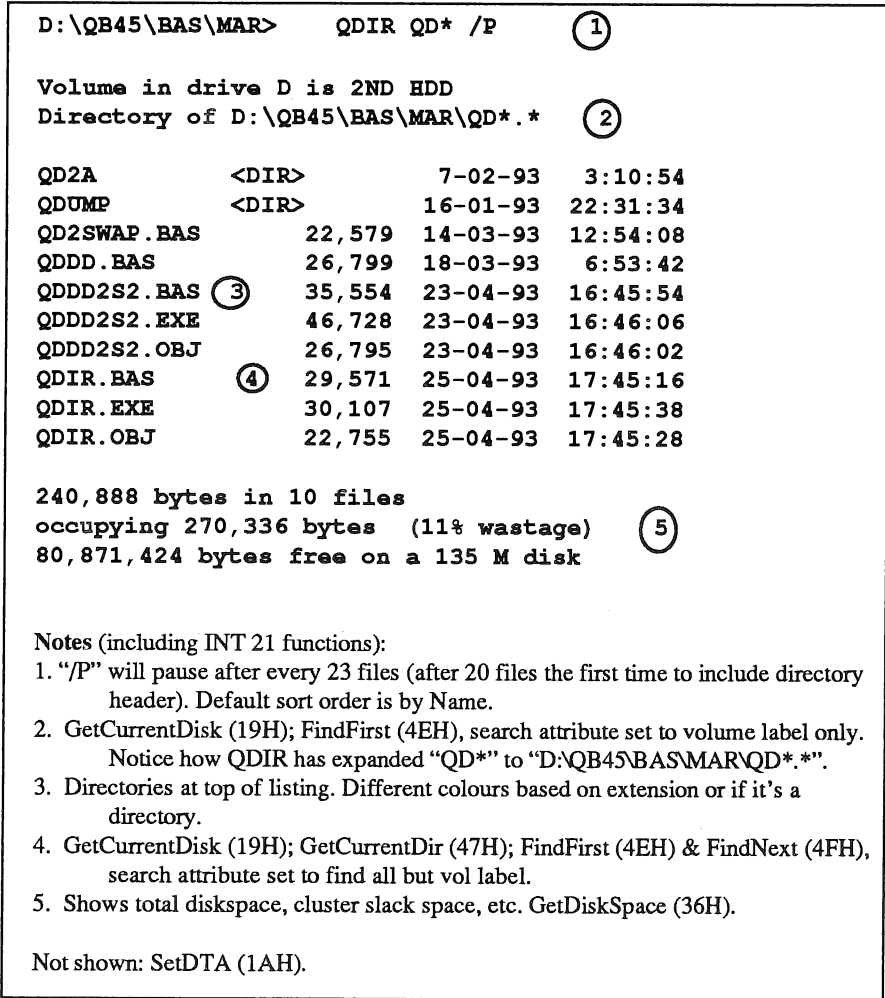 D:\QB45\BAS\MAR> QDIR QD* /P 1
Volume in drive D is 2ND HDD
Directory of D:\QB45\BAS\MAR\QD*.* 2
QD2A <DIR> 7-02-93 3:10:54
QDUMP <DIR> 16-01-93 22:31:34
QD2SWAP.BAS 22,579 14-03-93 12:54:08
QDDD.BAS 26,799 18-03-93 6:53:42
QDDD2S2.BAS 3 35,554 23-04-93 16:45:54
QDDD2S2.EXE 46,728 23-04-93 16:46:06
QDDD2S2.OBJ 26,795 23-04-93 16:46:02
QDIR.BAS 4 29,571 25-04-93 17:45:16
QDIR.EXE 30,107 25-04-93 17:45:38
QDIR.OBJ 22,755 25-04-93 17:45:28
240,888 bytes in 10 files
occupying 270,336 bytes (11% wastage) 5
80,871,424 bytes free on a 135 M disk
Notes (including INT 21 functions):
1. “/P” will pause after every 23 files (after 20 files the first time to include directory
header). Default sort order is by Name.
2. GetCurrentDisk (19H); FindFirst (4EH), search attribute set to volume label only.
Notice how QDIR has expanded “QD*” to “D:\QB45\BAS\MAR\QD*.*”.
3. Directories at top of listing. Different colours based on extension or if it's a
directory.
4. GetCurrentDisk (19H); GetCurrentDir (47H); FindFirst (4EH) & FindNext (4FH),
search attribute set to find all but vol label.
5. Shows total diskspace, cluster slack space, etc. GetDiskSpace (36H).
Not shown: SetDTA (1AH).